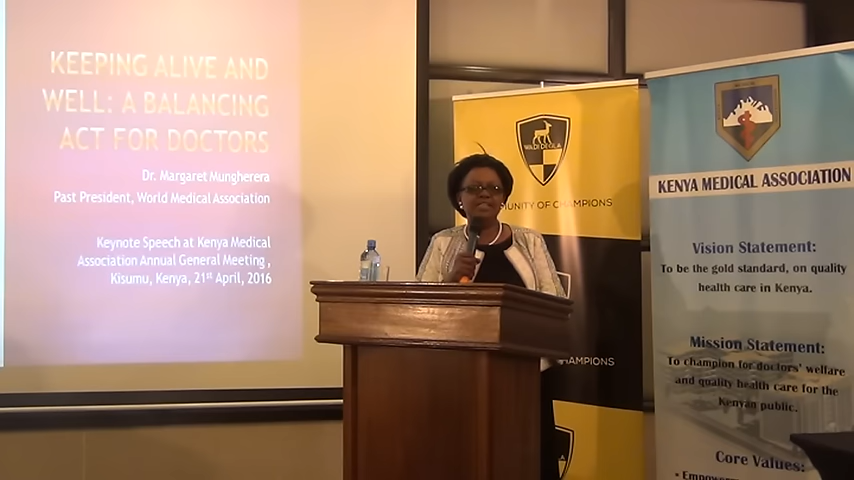 KEEPING ALIVE AND
WELL: A BALANCING
ACT FOR DOCTORS
Dr. Margaret Mungherera
Past President, World Medical Association
Keynote Speech at Kenya Medical
Association Annual General Meeting ,
Kisumu, Kenya, 21st April, 2016
WADI DEGLA
MUNITY OF CHAMPIONS
HAMPIONS
KENYA MEDICAL ASSOCIATION
Vision Statement:
To be the gold standard, on quality
health care in Kenya.
Mission Statement:
To champion for doctors' welfare
and quality health care for the
Kenyan public.
Core Values: